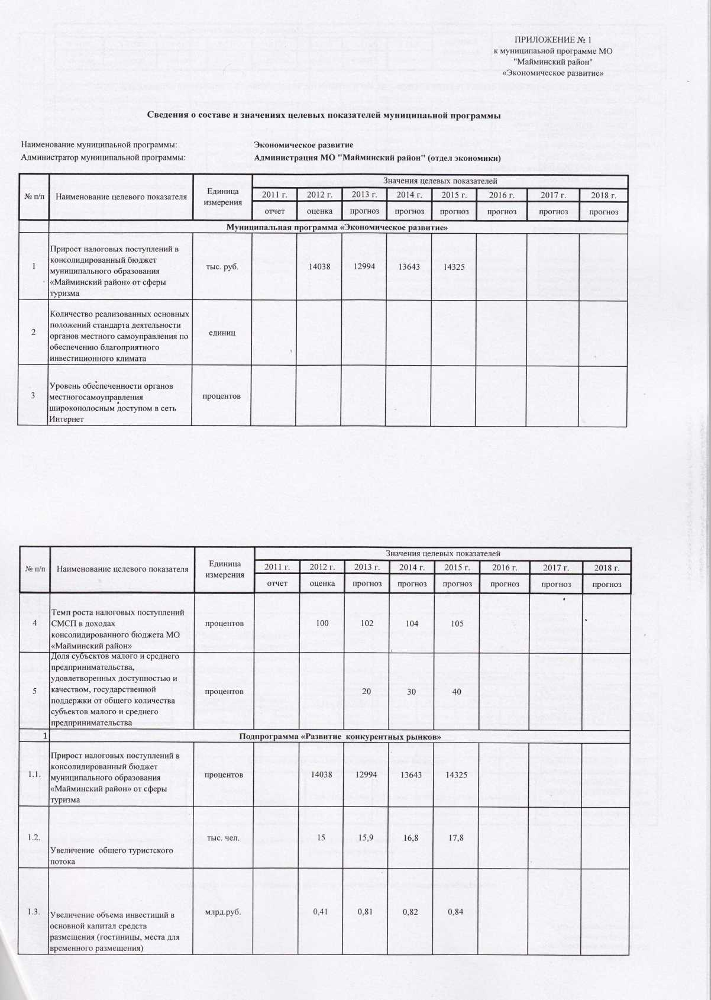 ПРИЛОЖЕНИЕ № 1
к муниципаьной программе МО
"Майминский район"
«Экономическое развитие»
Сведения о составе и значениях целевых показателей муниципаьной программы
Наименование муниципаьной программы: Экономическое развитие
Администратор муниципальной программы: Администрация МО "Майминский район" (отдел экономики)
№ п/п Наименование целевого показателя Единица измерения Значения целевых показателей
2011 г. 2012 г. 2013 г. 2014 г. 2015 г. 2016 г. 2017 г. 2018 г.
отчет оценка прогноз прогноз прогноз прогноз прогноз прогноз
Муниципальная программа «Экономическое развитие»
Прирост налоговых поступлений в
консолидированный бюджет
1 муниципального образования тыс. руб. 14038 12994 13643 14325
«Майминский район» от сферы
туризма
Количество реализованных основных
положений стандарта деятельности
2 органов местного самоуправления по единиц
обеспечению благоприятного
инвестиционного климата
Уровень обеспеченности органов
3 местногосамоуправления процентов
широкополосным доступом в сеть
Интернет
№ п/п Наименование целевого показателя Единица измерения Значения целевых показателей
2011 г. 2012 г. 2013 г. 2014 г. 2015 г. 2016 г. 2017 г. 2018 г.
отчет оценка прогноз прогноз прогноз прогноз прогноз прогноз
Темп роста налоговых поступлений
4 СМСП в доходах процентов 100 102 104 105
консолидированного бюджета МО
«Майминский район»
Доля субъектов малого и среднего
предпринимательства,
удовлетворенных доступностью и
5 качеством, государственной процентов 20 30 40
поддержки от общего количества
субъектов малого и среднего
предпринимательства
1 Подпрограмма «Развитие конкурентных рынков»
Прирост налоговых поступлений в
консолидированный бюджет
1.1. муниципального образования процентов 14038 12994 13643 14325
«Майминский район» от сферы
туризма
1.2. тыс. чел. 15 15,9 16,8 17,8
Увеличение общего туристского
потока
1.3. млрд.руб. 0,41 0,81 0,82 0,84
Увеличение объема инвестиций в
основной капитал средств
размещения (гостиницы, места для
временного размещения)